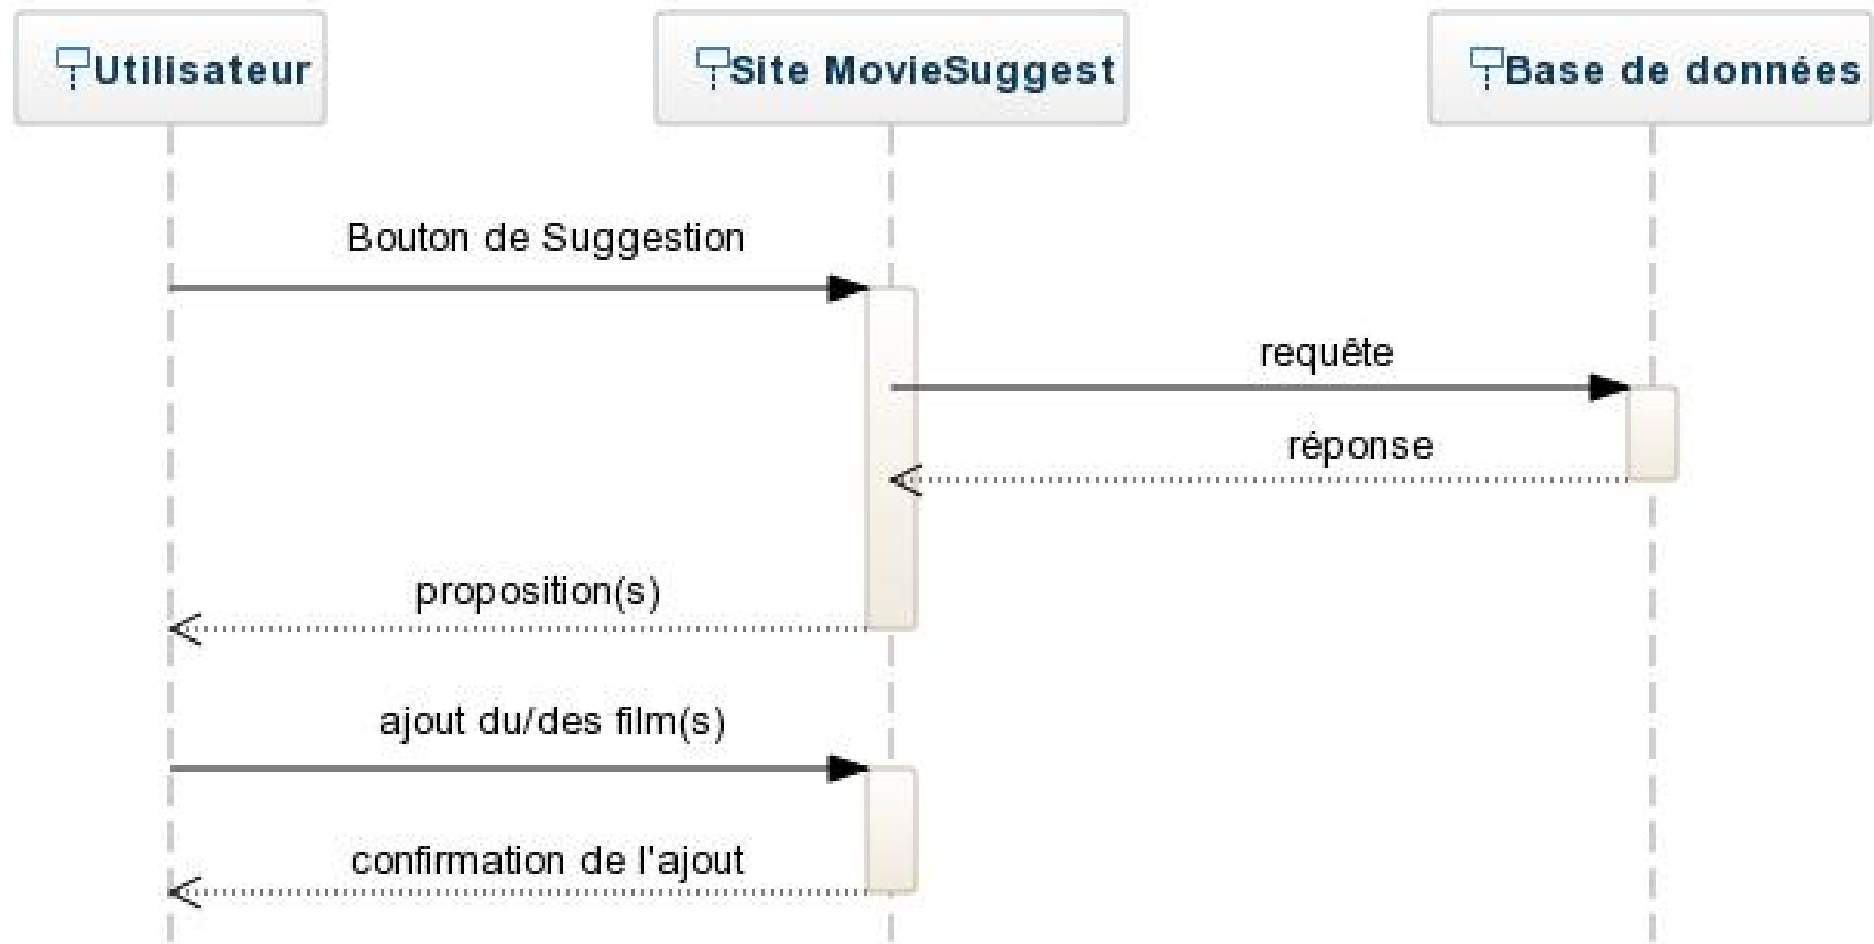 Utilisateur
Site MovieSuggest
Base de données
Bouton de Suggestion
requête
réponse
proposition(s)
ajout du/des film(s)
confirmation de l'ajout